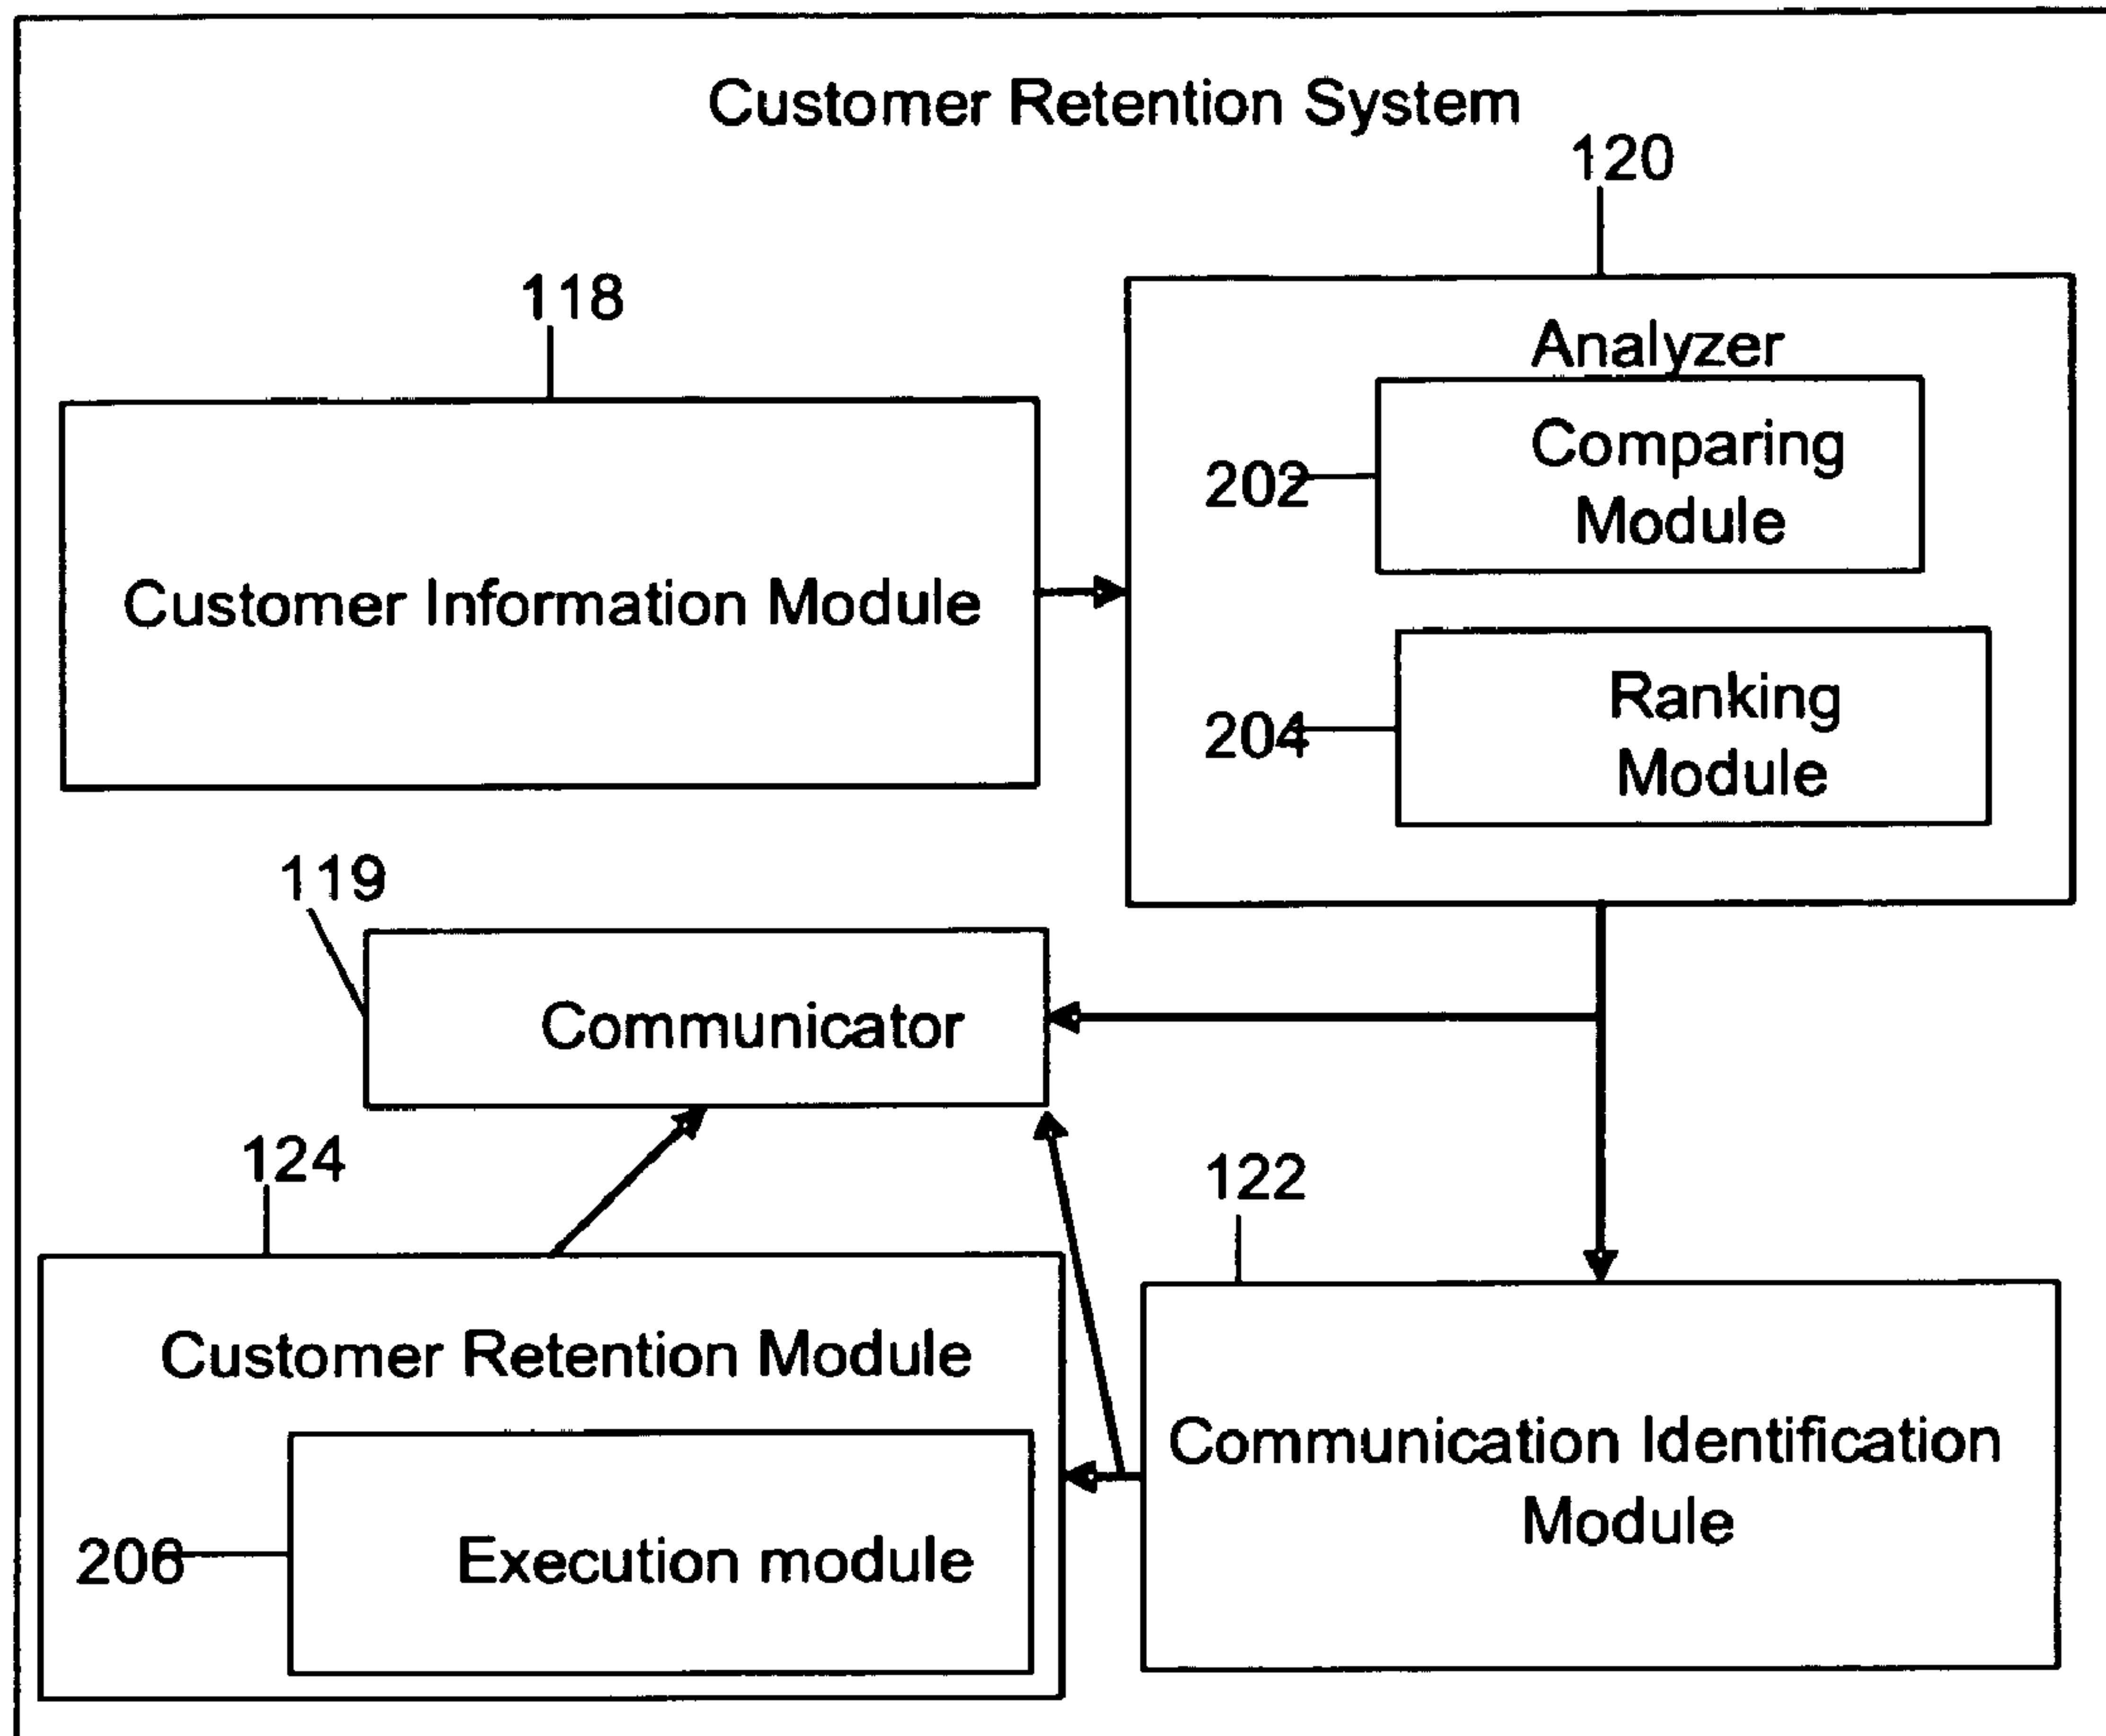 Customer Retention System
120
118
Analyzer
Comparing
Module
202
Customer Information Module
Ranking
Module
204
119
Communicator
124
122
Customer Retention Module
Communication Identification
Module
206
Execution module